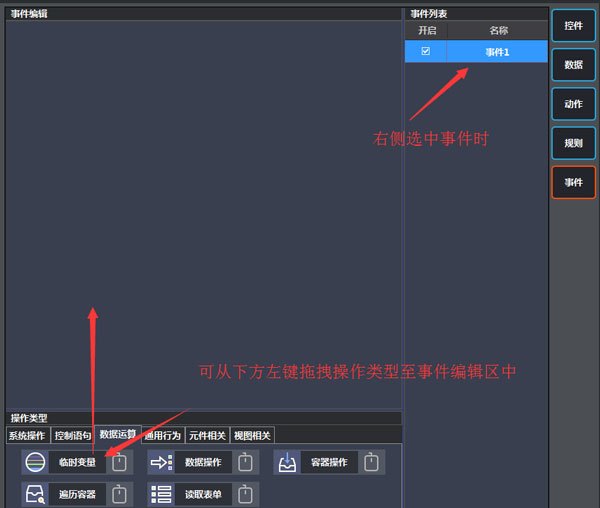 事件编辑
事件列表
开启
名称
事件1
右侧选中事件时
控件
数据
动作
规则
事件
可从下方左键拖拽操作类型至事件编辑区中
操作类型
系统操作
控制语句
数据运算
通用行为
元件相关
视图相关
临时变量
数据操作
容器操作
遍历容器
读取表单